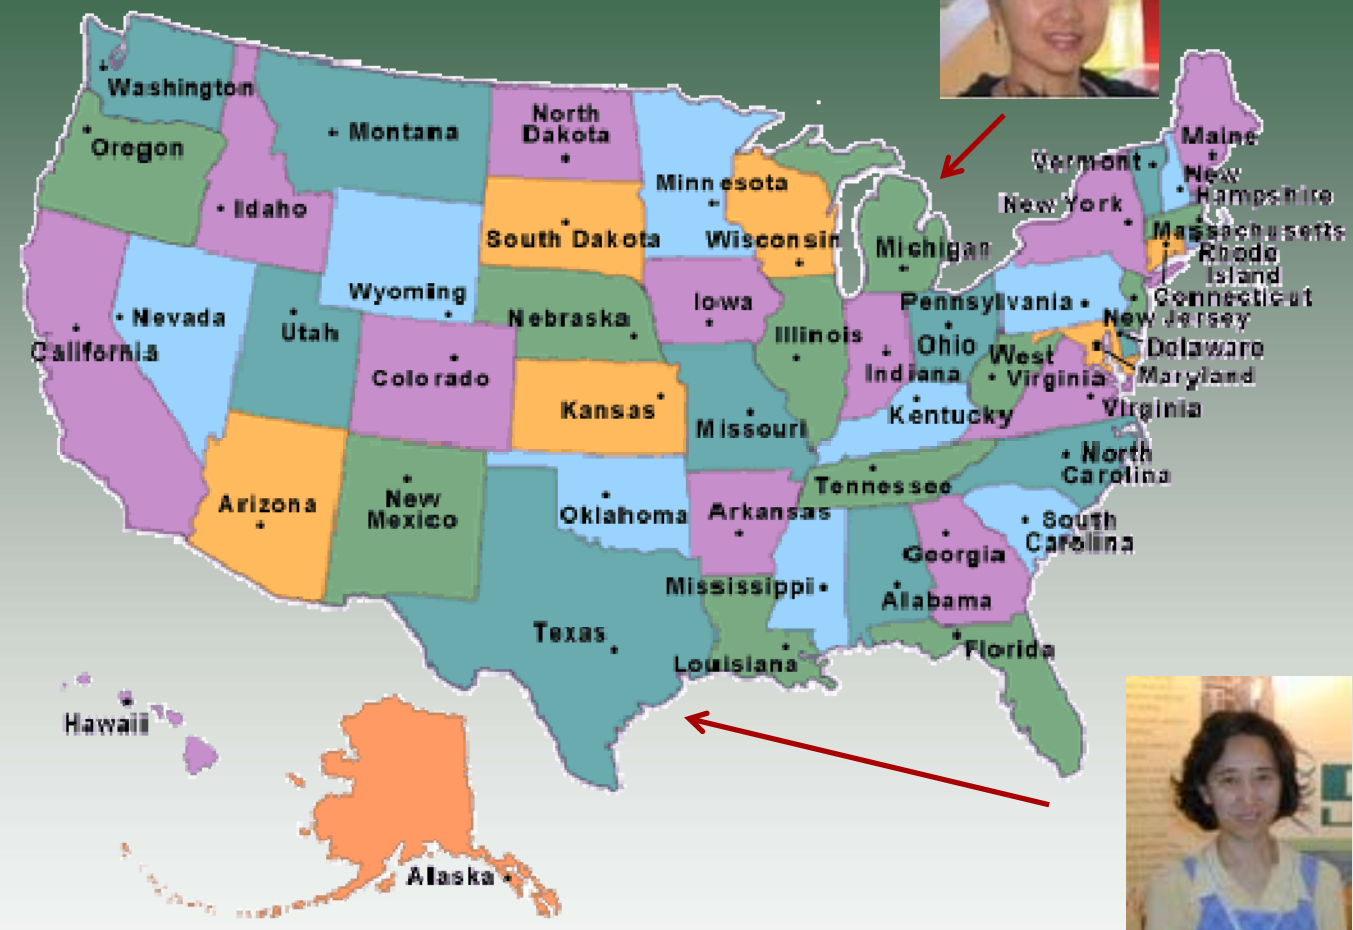 Washington
Montana
North
Dakota
Minnesota
Oregon
Idaho
South Dakota
Wisconsin
Michigan
Vermont
Maine
New
Hampshire
New York
Massachusetts
Rhode
Island
Connecticut
New Jersey
Pennsylvania
Wyoming
Iowa
Nebraska
Nevada
Utah
Illinois
Ohio
Indiana
West
Virginia
Delaware
Maryland
Virginia
California
Colorado
Kansas
Missouri
Kentucky
North
Carolina
Tennessee
Arizona
New
Mexico
Oklahoma
Arkansas
South
Carolina
Georgia
Mississippi
Alabama
Texas
Louisiana
Florida
Hawaii
Alaska